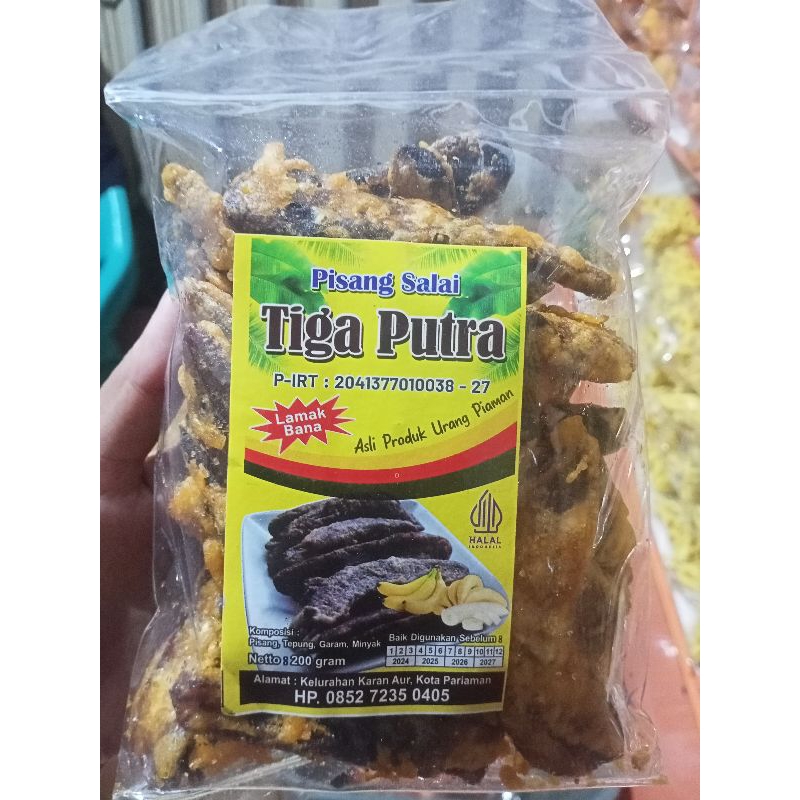 Pisang Salai
Tiga Putra
P-IRT : 2041377010038 - 27
Lamak
Bana
Asli Produk Urang Piaman
HALAL
INDONESIA
Komposisi :
Pisang, Tepung, Garam, Minyak
Netto : 200 gram
Baik Digunakan Sebelum :
1 2 3 4 5 6 7 8 9 10 11 12
2024 2025 2026 2027
Alamat : Kelurahan Karan Aur, Kota Pariaman
HP. 0852 7235 0405